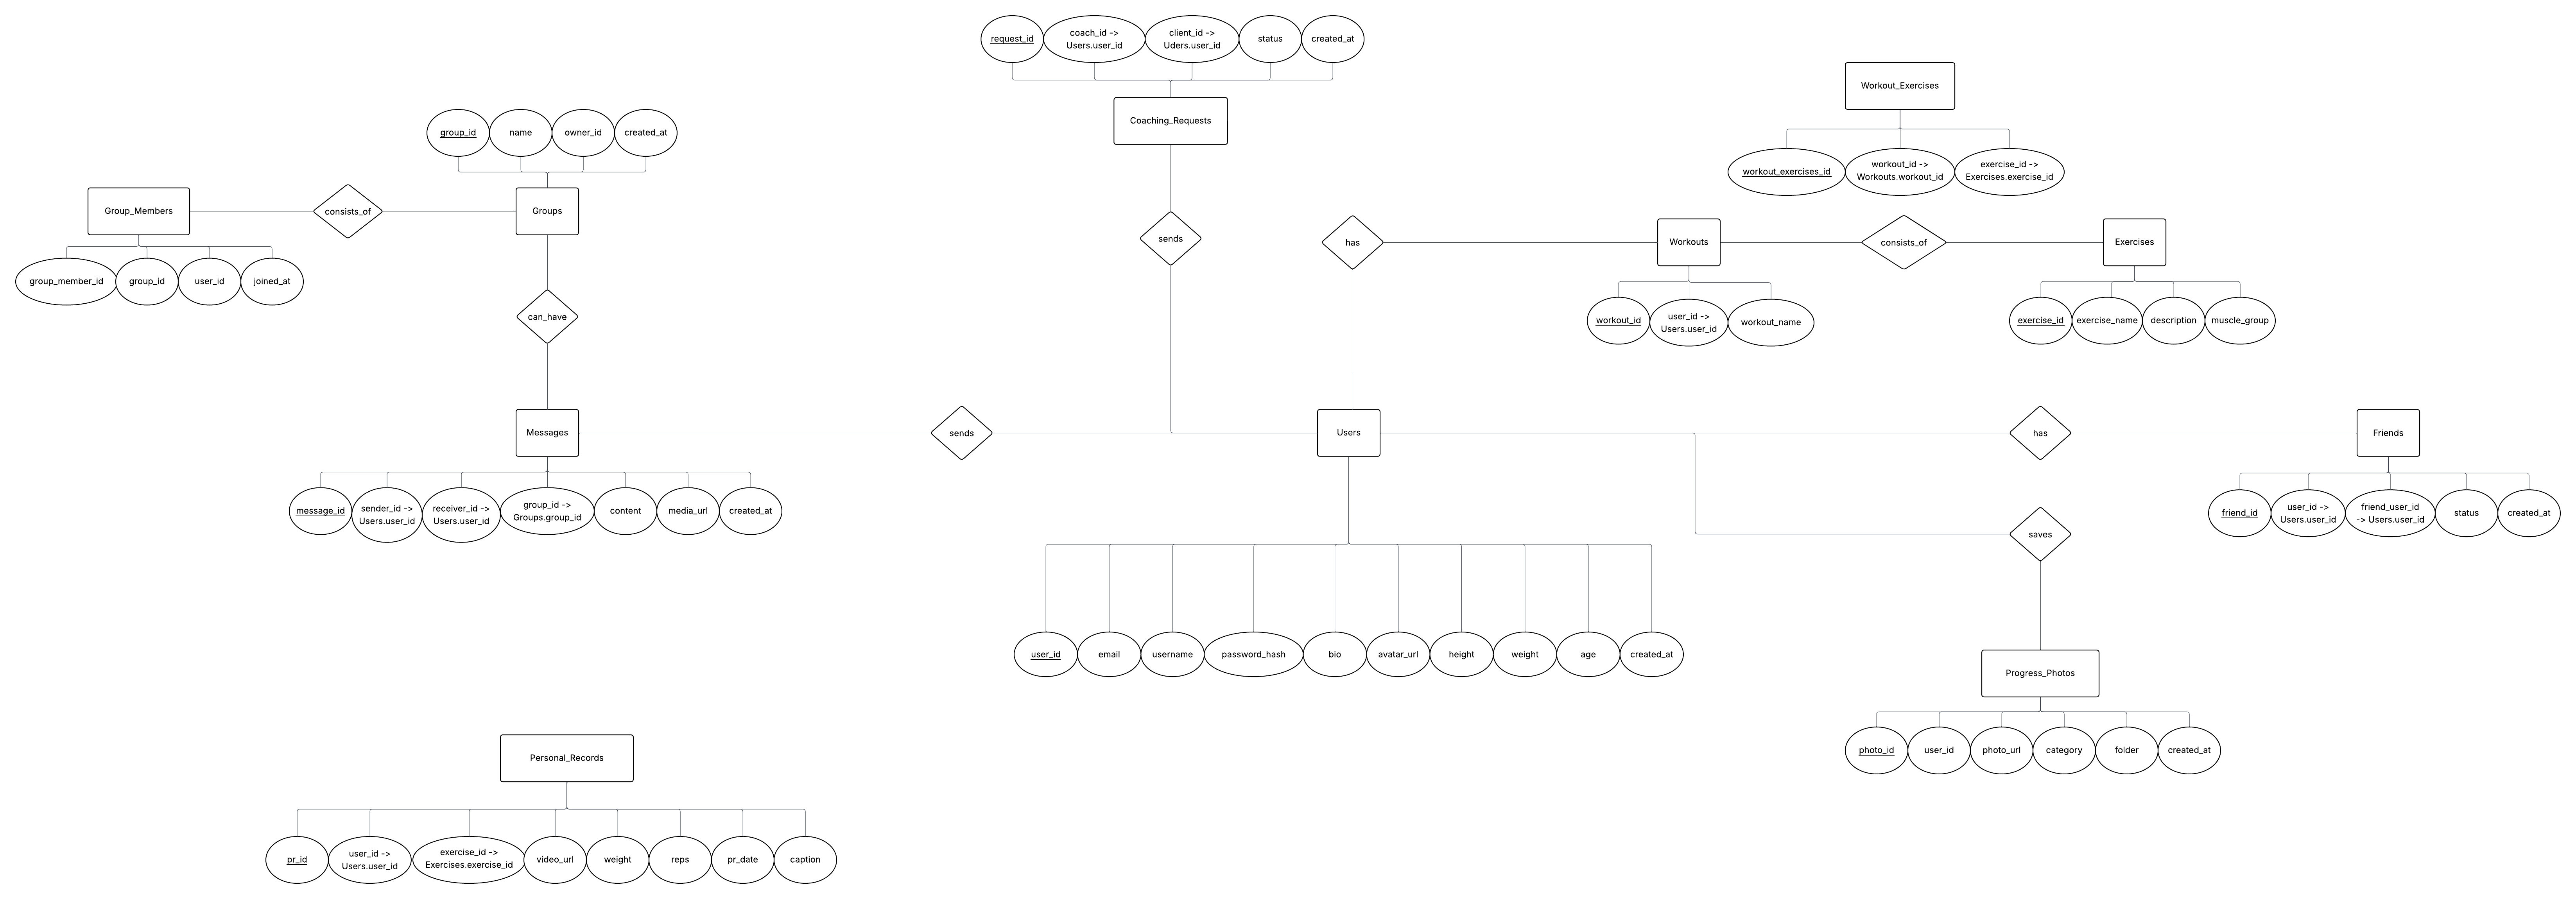 request_id
coach_id ->
Users.user_id
client_id ->
Uders.user_id
status
created_at
Coaching_Requests
Workout_Exercises
workout_exercises_id
workout_id ->
Workouts.workout_id
exercise_id ->
Exercises.exercise_id
group_id
name
owner_id
created_at
Group_Members
consists_of
Groups
group_member_id
group_id
user_id
joined_at
can_have
sends
has
Workouts
consists_of
Exercises
workout_id
user_id ->
Users.user_id
workout_name
exercise_id
exercise_name
description
muscle_group
Messages
sends
Users
has
Friends
message_id
sender_id ->
Users.user_id
receiver_id ->
Users.user_id
group_id ->
Groups.group_id
content
media_url
created_at
friend_id
user_id ->
Users.user_id
friend_user_id
-> Users.user_id
status
created_at
saves
user_id
email
username
password_hash
bio
avatar_url
height
weight
age
created_at
Progress_Photos
photo_id
user_id
photo_url
category
folder
created_at
Personal_Records
pr_id
user_id ->
Users.user_id
exercise_id ->
Exercises.exercise_id
video_url
weight
reps
pr_date
caption